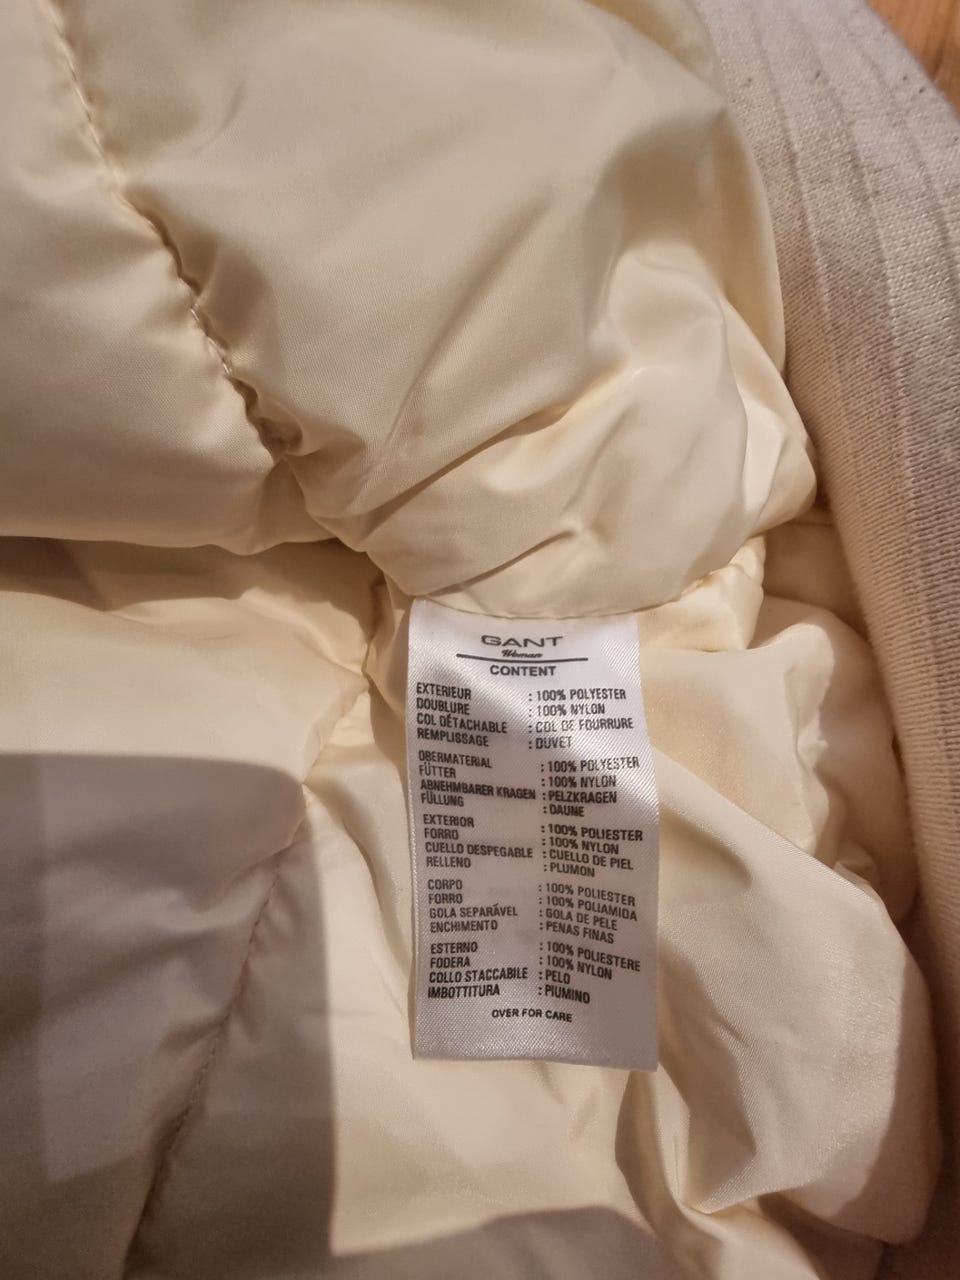 GANT
Woman
CONTENT
EXTERIEUR : 100% POLYESTER
DOUBLURE : 100% NYLON
COL DÉTACHABLE : COL DE FOURRURE
REMPLISSAGE : DUVET
OBERMATERIAL : 100% POLYESTER
FÜTTER : 100% NYLON
ABNEHMBARER KRAGEN : PELZKRAGEN
FÜLLUNG : DAUNE
EXTERIOR : 100% POLIESTER
FORRO : 100% NYLON
CUELLO DESPEGABLE : CUELLO DE PIEL
RELLENO : PLUMON
CORPO : 100% POLIESTER
FORRO : 100% POLIAMIDA
GOLA SEPARÁVEL : GOLA DE PELE
ENCHIMENTO : PENAS FINAS
ESTERNO : 100% POLIESTERE
FODERA : 100% NYLON
COLLO STACCABILE : PELO
IMBOTTITURA : PIUMINO
OVER FOR CARE